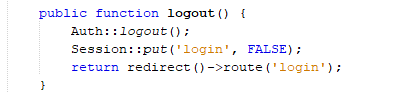 public function logout() {
Auth::logout();
Session::put('login', FALSE);
return redirect()->route('login');
}